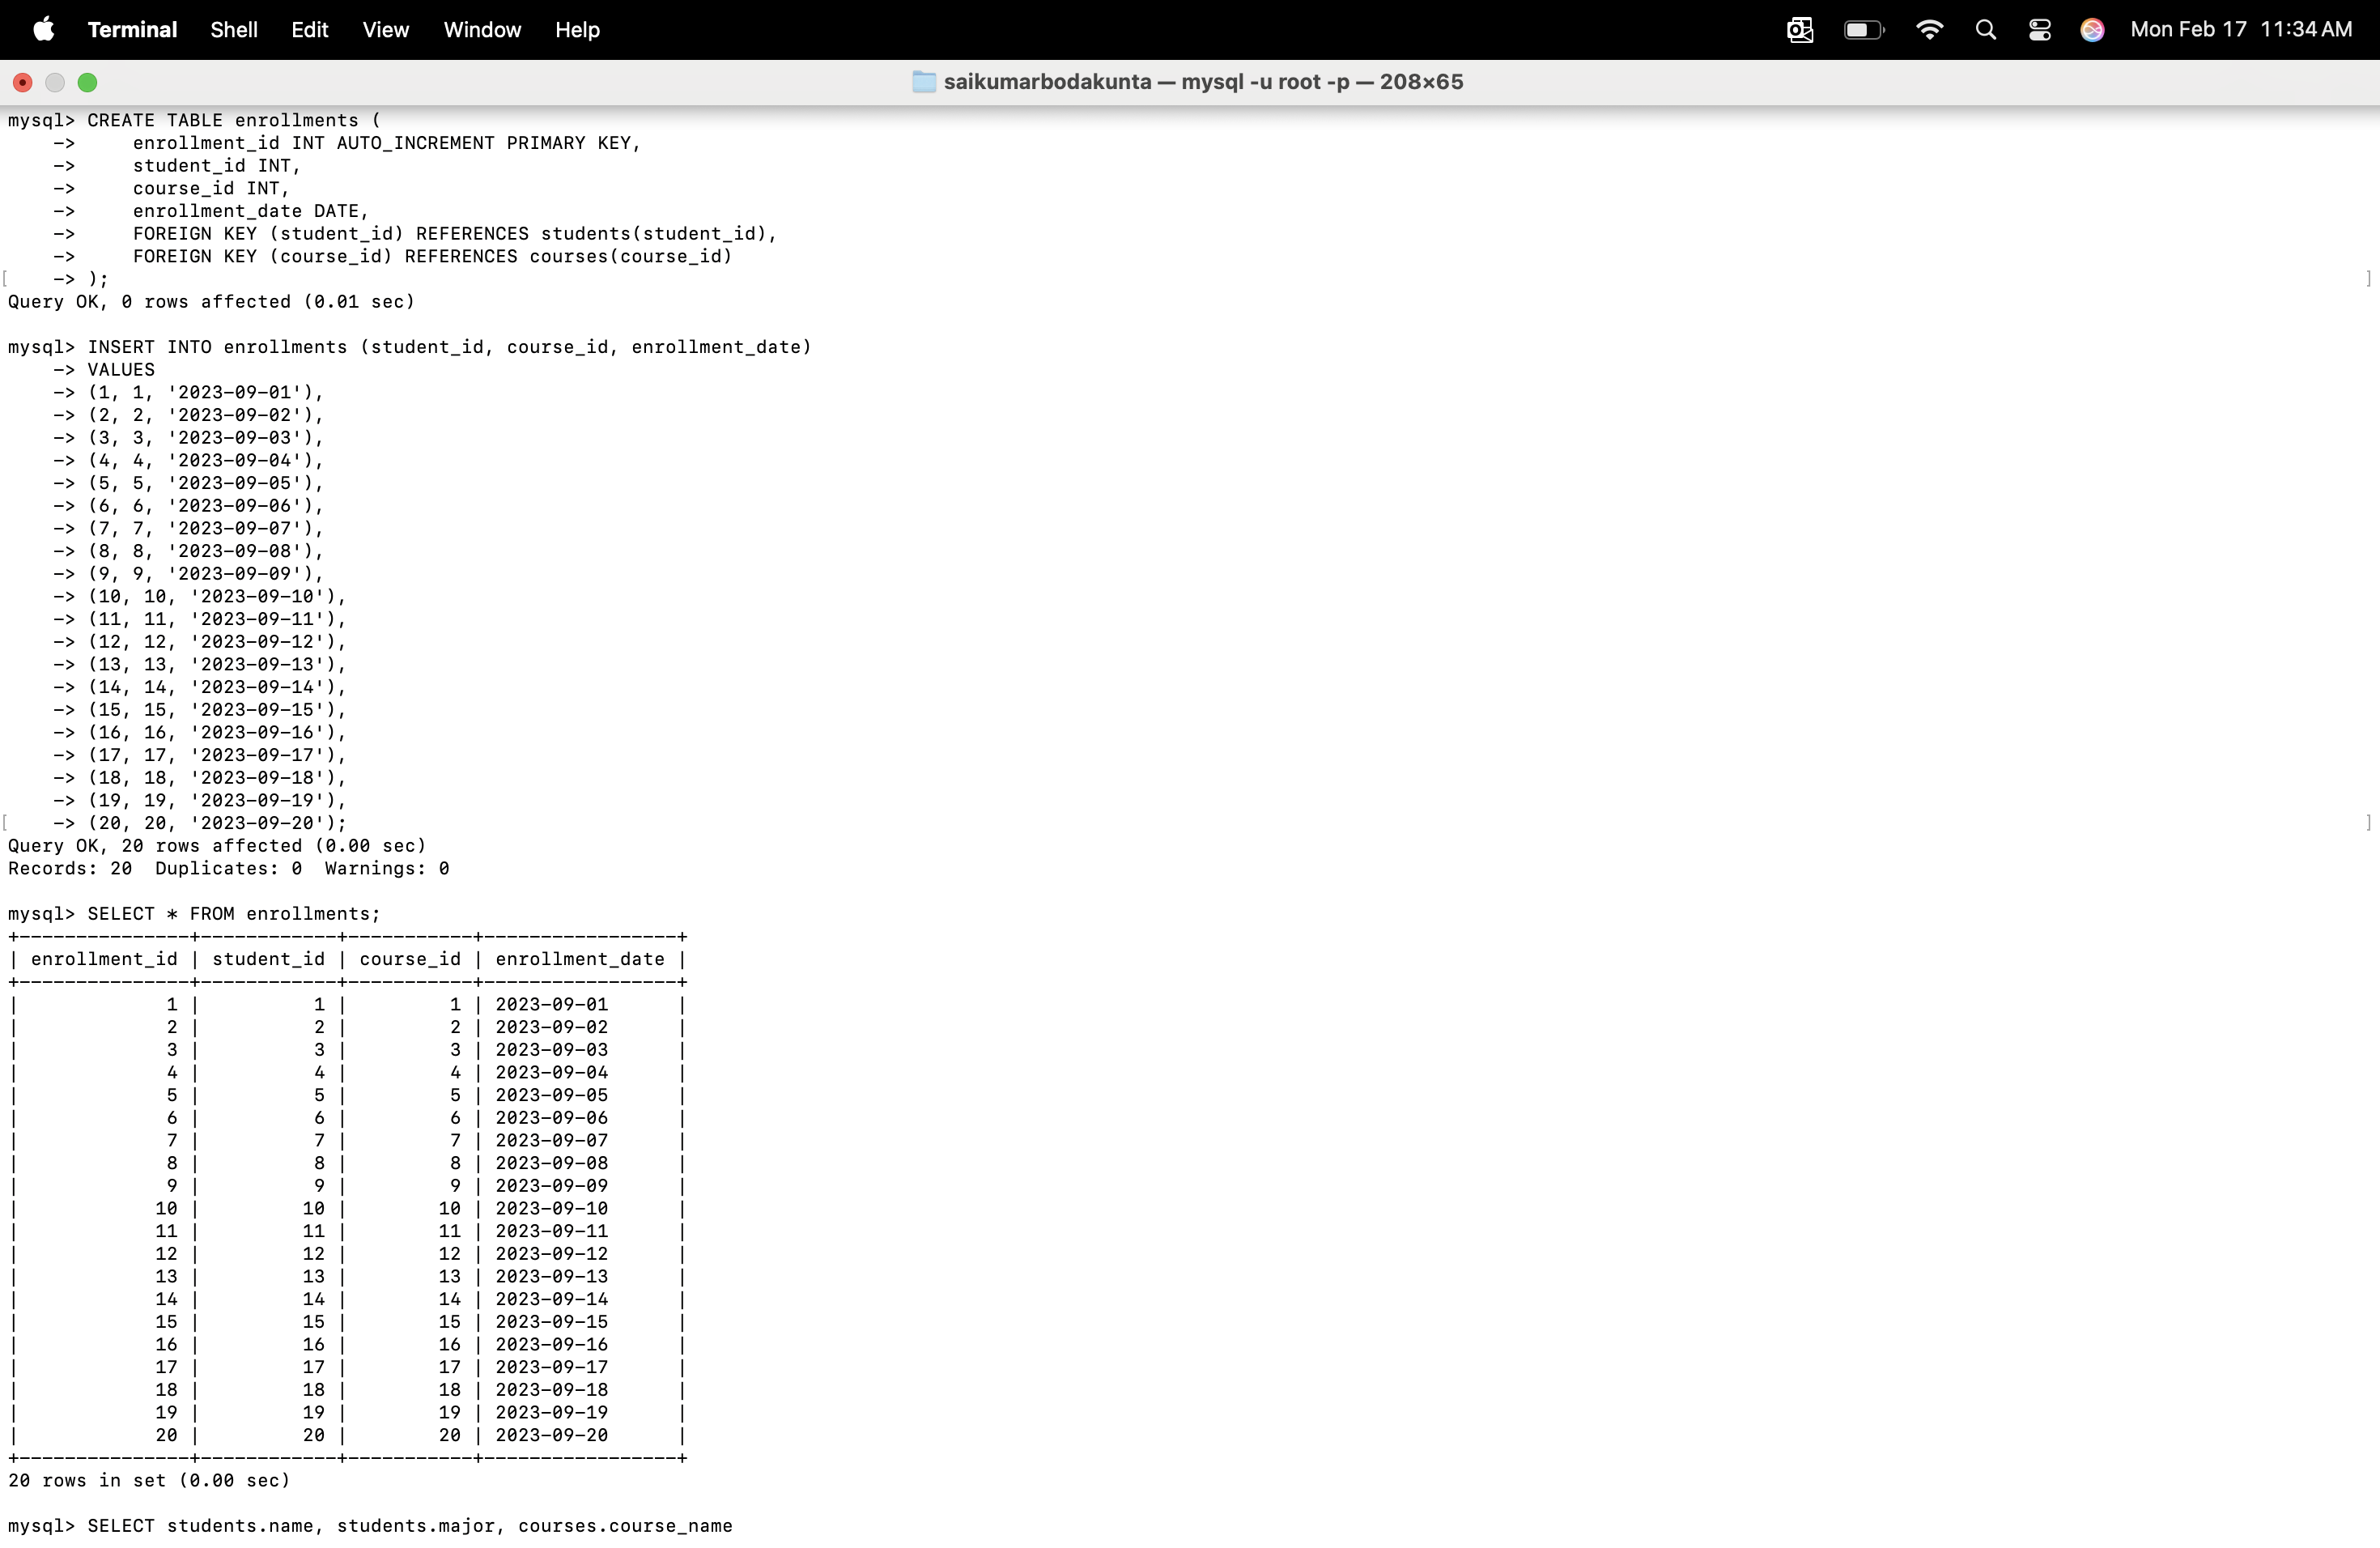 Terminal Shell Edit View Window Help Mon Feb 17 11:34 AM
saikumarbodakunta — mysql -u root -p — 208×65
mysql> CREATE TABLE enrollments (
    ->     enrollment_id INT AUTO_INCREMENT PRIMARY KEY,
    ->     student_id INT,
    ->     course_id INT,
    ->     enrollment_date DATE,
    ->     FOREIGN KEY (student_id) REFERENCES students(student_id),
    ->     FOREIGN KEY (course_id) REFERENCES courses(course_id)
[    -> ); ]
Query OK, 0 rows affected (0.01 sec)
mysql> INSERT INTO enrollments (student_id, course_id, enrollment_date)
    -> VALUES
    -> (1, 1, '2023-09-01'),
    -> (2, 2, '2023-09-02'),
    -> (3, 3, '2023-09-03'),
    -> (4, 4, '2023-09-04'),
    -> (5, 5, '2023-09-05'),
    -> (6, 6, '2023-09-06'),
    -> (7, 7, '2023-09-07'),
    -> (8, 8, '2023-09-08'),
    -> (9, 9, '2023-09-09'),
    -> (10, 10, '2023-09-10'),
    -> (11, 11, '2023-09-11'),
    -> (12, 12, '2023-09-12'),
    -> (13, 13, '2023-09-13'),
    -> (14, 14, '2023-09-14'),
    -> (15, 15, '2023-09-15'),
    -> (16, 16, '2023-09-16'),
    -> (17, 17, '2023-09-17'),
    -> (18, 18, '2023-09-18'),
    -> (19, 19, '2023-09-19'),
[    -> (20, 20, '2023-09-20'); ]
Query OK, 20 rows affected (0.00 sec)
Records: 20  Duplicates: 0  Warnings: 0
mysql> SELECT * FROM enrollments;
+---------------+------------+-----------+-----------------+
| enrollment_id | student_id | course_id | enrollment_date |
+---------------+------------+-----------+-----------------+
|             1 |          1 |         1 | 2023-09-01      |
|             2 |          2 |         2 | 2023-09-02      |
|             3 |          3 |         3 | 2023-09-03      |
|             4 |          4 |         4 | 2023-09-04      |
|             5 |          5 |         5 | 2023-09-05      |
|             6 |          6 |         6 | 2023-09-06      |
|             7 |          7 |         7 | 2023-09-07      |
|             8 |          8 |         8 | 2023-09-08      |
|             9 |          9 |         9 | 2023-09-09      |
|            10 |         10 |        10 | 2023-09-10      |
|            11 |         11 |        11 | 2023-09-11      |
|            12 |         12 |        12 | 2023-09-12      |
|            13 |         13 |        13 | 2023-09-13      |
|            14 |         14 |        14 | 2023-09-14      |
|            15 |         15 |        15 | 2023-09-15      |
|            16 |         16 |        16 | 2023-09-16      |
|            17 |         17 |        17 | 2023-09-17      |
|            18 |         18 |        18 | 2023-09-18      |
|            19 |         19 |        19 | 2023-09-19      |
|            20 |         20 |        20 | 2023-09-20      |
+---------------+------------+-----------+-----------------+
20 rows in set (0.00 sec)
mysql> SELECT students.name, students.major, courses.course_name